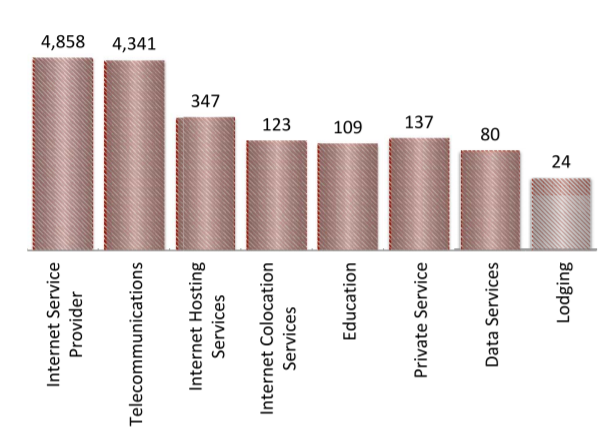 4,858
4,341
347
123
109
137
80
24
Internet Service
Provider
Telecommunications
Internet Hosting
Services
Internet Colocation
Services
Education
Private Service
Data Services
Lodging